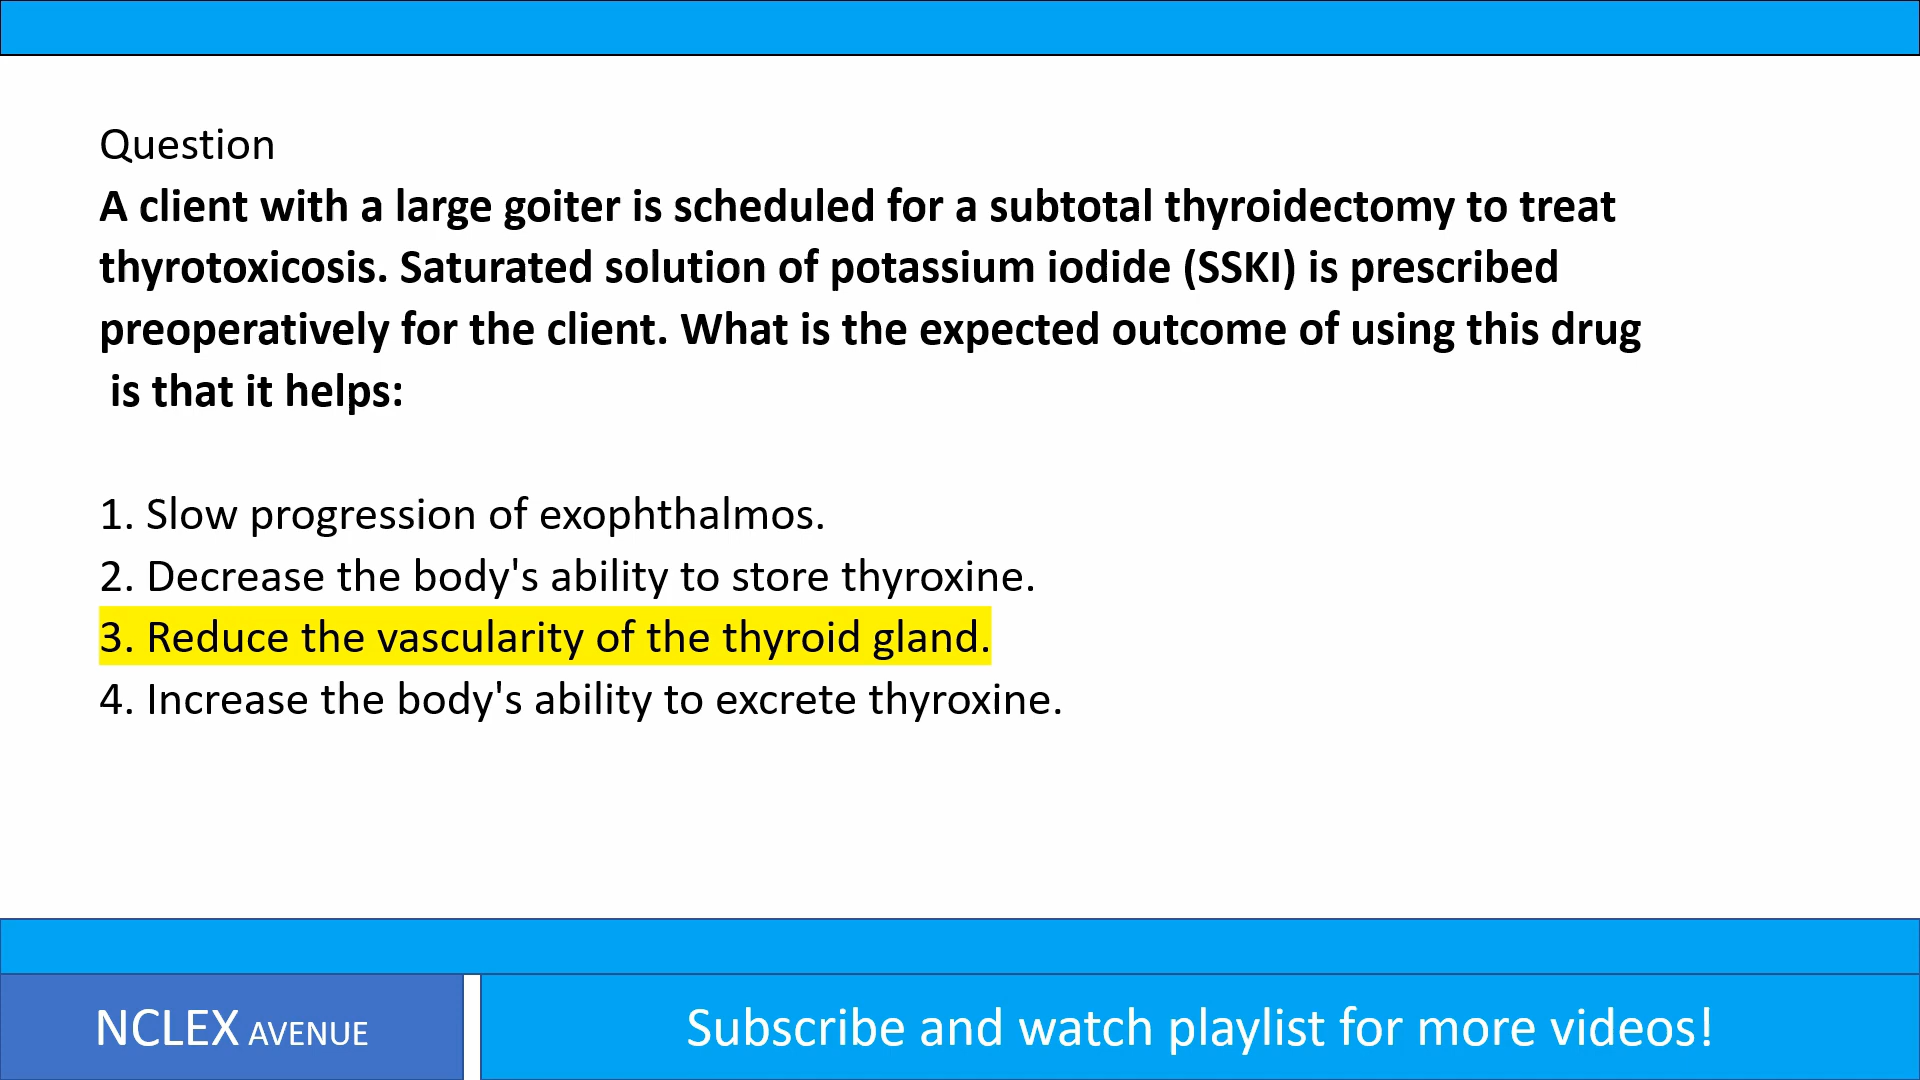 Question
A client with a large goiter is scheduled for a subtotal thyroidectomy to treat
thyrotoxicosis. Saturated solution of potassium iodide (SSKI) is prescribed
preoperatively for the client. What is the expected outcome of using this drug
is that it helps:
1. Slow progression of exophthalmos.
2. Decrease the body's ability to store thyroxine.
3. Reduce the vascularity of the thyroid gland.
4. Increase the body's ability to excrete thyroxine.
NCLEX AVENUE
Subscribe and watch playlist for more videos!